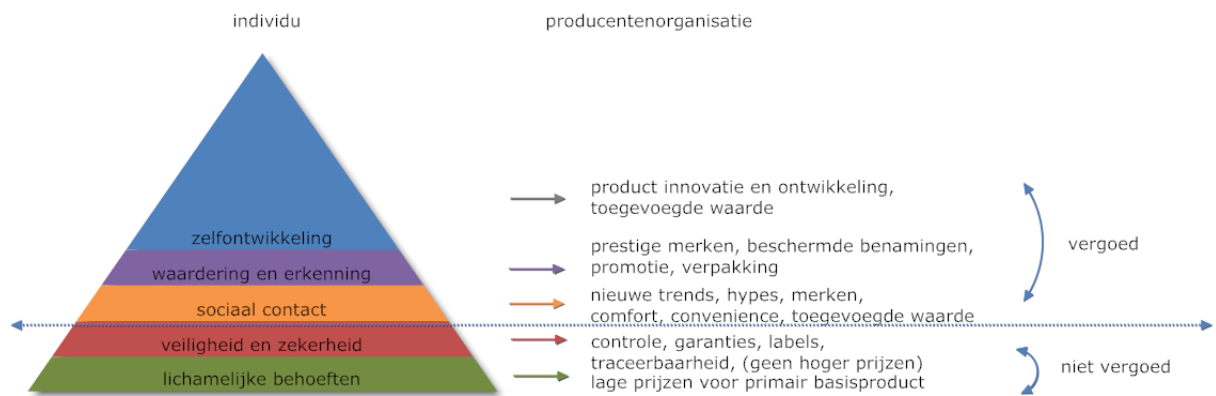 individu
producentenorganisatie
product innovatie en ontwikkeling,
toegevoegde waarde
zelfontwikkeling
prestige merken, beschermde benamingen,
promotie, verpakking
vergoed
waardering en erkenning
nieuwe trends, hypes, merken,
comfort, convenience, toegevoegde waarde
sociaal contact
controle, garanties, labels,
traceerbaarheid, (geen hoger prijzen)
lage prijzen voor primair basisproduct
veiligheid en zekerheid
niet vergoed
lichamelijke behoeften